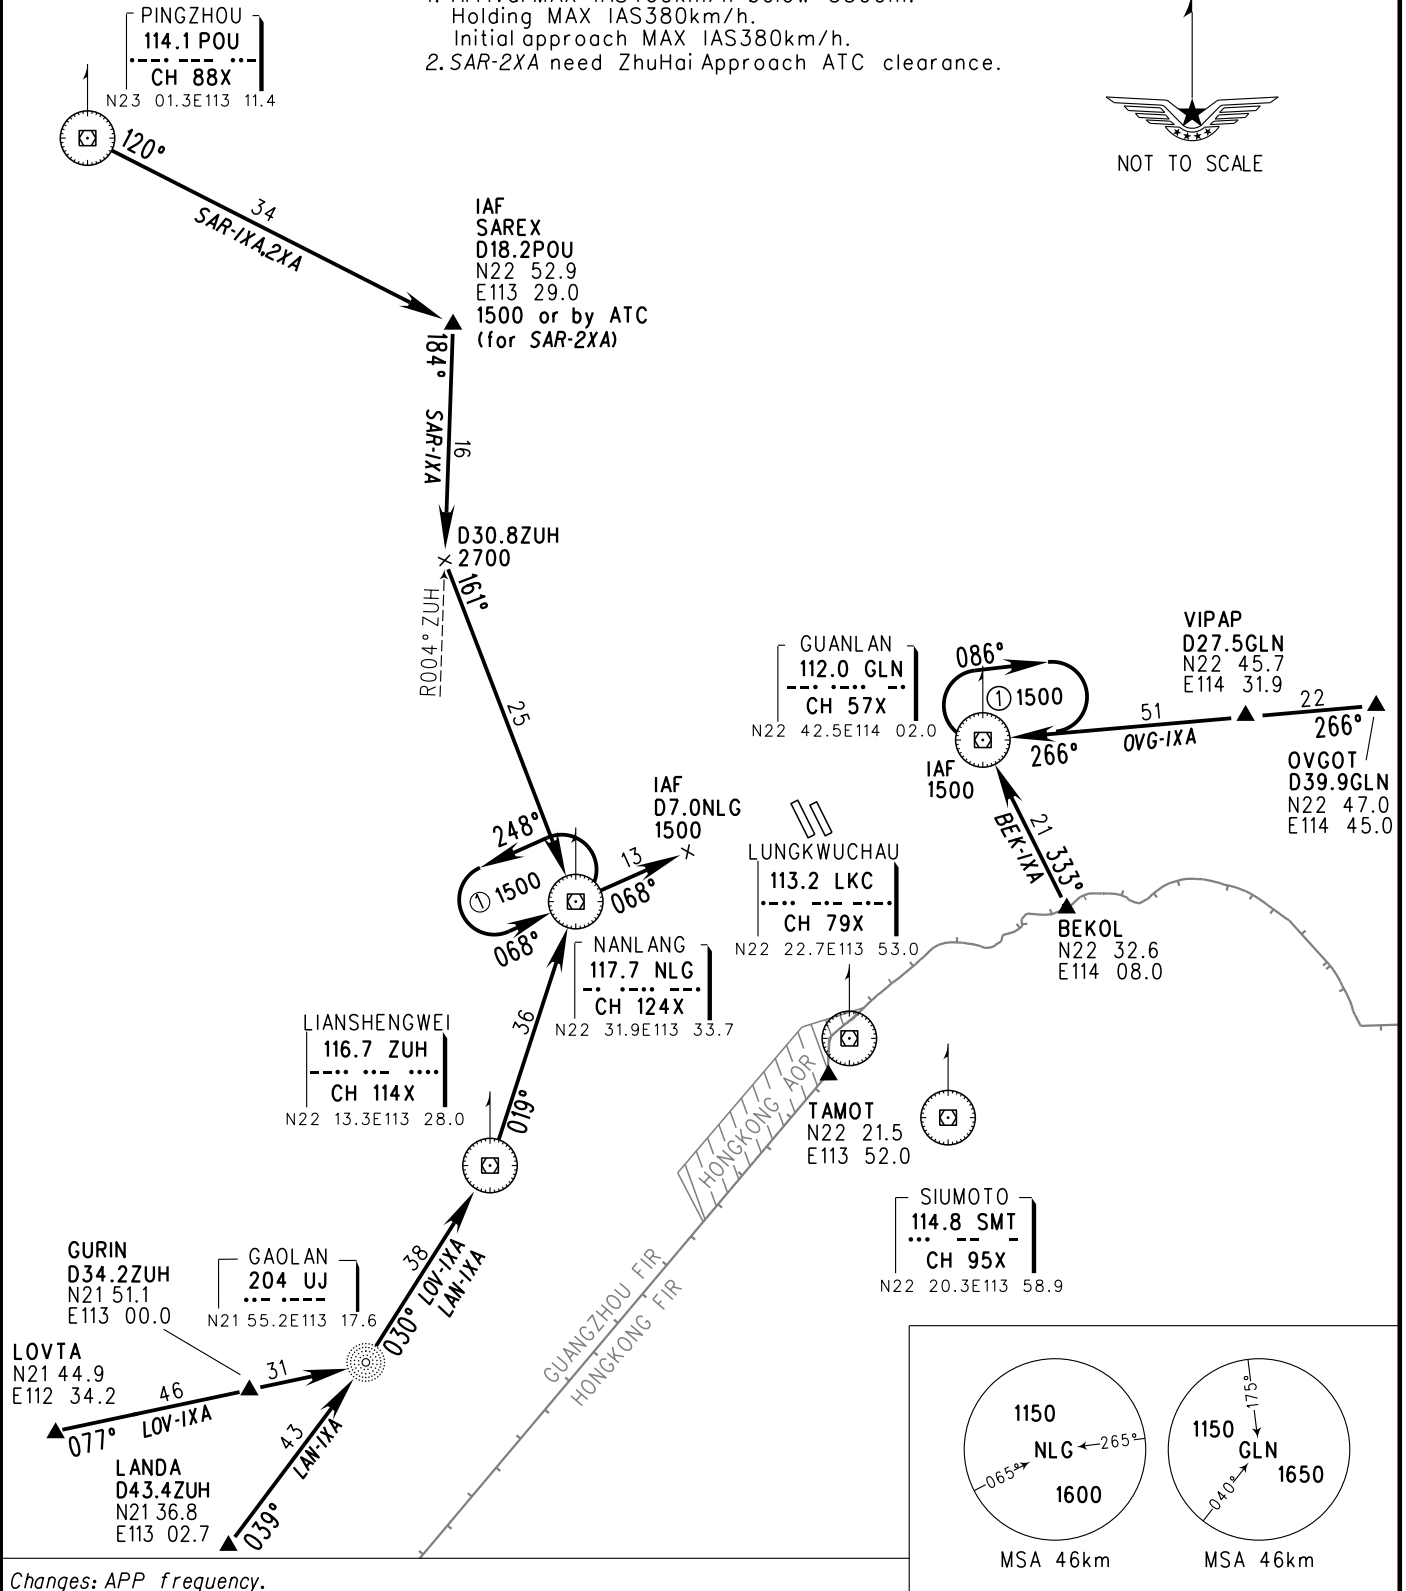 Holding MAX IAS380km/h.
Initial approach MAX IAS380km/h.
2. SAR-2XA need ZhuHai Approach ATC clearance.
PINGZHOU
114.1 POU
CH 88X
N23 01.3E113 11.4
NOT TO SCALE
120°
34
SAR-1XA,2XA
IAF
SAREX
D18.2POU
N22 52.9
E113 29.0
1500 or by ATC
(for SAR-2XA)
184°
SAR-1XA
16
D30.8ZUH
2700
161°
R004° ZUH
25
GUANLAN
112.0 GLN
CH 57X
N22 42.5E114 02.0
086°
① 1500
IAF
1500
266°
51
OVG-1XA
VIPAP
D27.5GLN
N22 45.7
E114 31.9
22
266°
OVGOT
D39.9GLN
N22 47.0
E114 45.0
21
333°
BEK-1XA
BEKOL
N22 32.6
E114 08.0
IAF
D7.0NLG
1500
248°
① 1500
068°
13
068°
NANLANG
117.7 NLG
CH 124X
N22 31.9E113 33.7
LUNGKWUCHAU
113.2 LKC
CH 79X
N22 22.7E113 53.0
LIANSHENGWEI
116.7 ZUH
CH 114X
N22 13.3E113 28.0
36
019°
HONGKONG AOR
TAMOT
N22 21.5
E113 52.0
SIUMOTO
114.8 SMT
CH 95X
N22 20.3E113 58.9
GURIN
D34.2ZUH
N21 51.1
E113 00.0
GAOLAN
204 UJ
N21 55.2E113 17.6
38
LOV-1XA
LAN-1XA
030°
GUANGZHOU FIR
HONGKONG FIR
LOVTA
N21 44.9
E112 34.2
46
31
077°
LOV-1XA
43
LAN-1XA
LANDA
D43.4ZUH
N21 36.8
E113 02.7
039°
1150
NLG
265°
065°
1600
MSA 46km
175°
1150
GLN
1650
040°
MSA 46km
Changes: APP frequency.